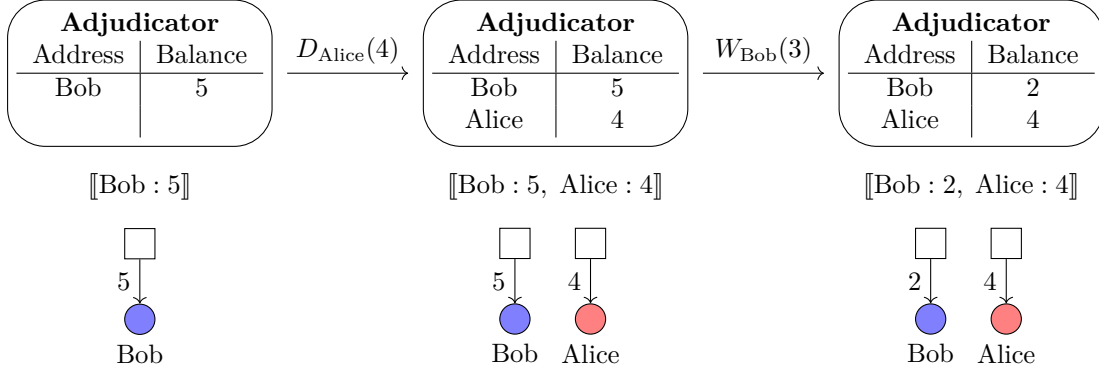 Adjudicator
Address Balance
Bob 5
D_Alice(4)
Adjudicator
Address Balance
Bob 5
Alice 4
W_Bob(3)
Adjudicator
Address Balance
Bob 2
Alice 4
⟦Bob : 5⟧
⟦Bob : 5, Alice : 4⟧
⟦Bob : 2, Alice : 4⟧
5
Bob
5 4
Bob Alice
2 4
Bob Alice